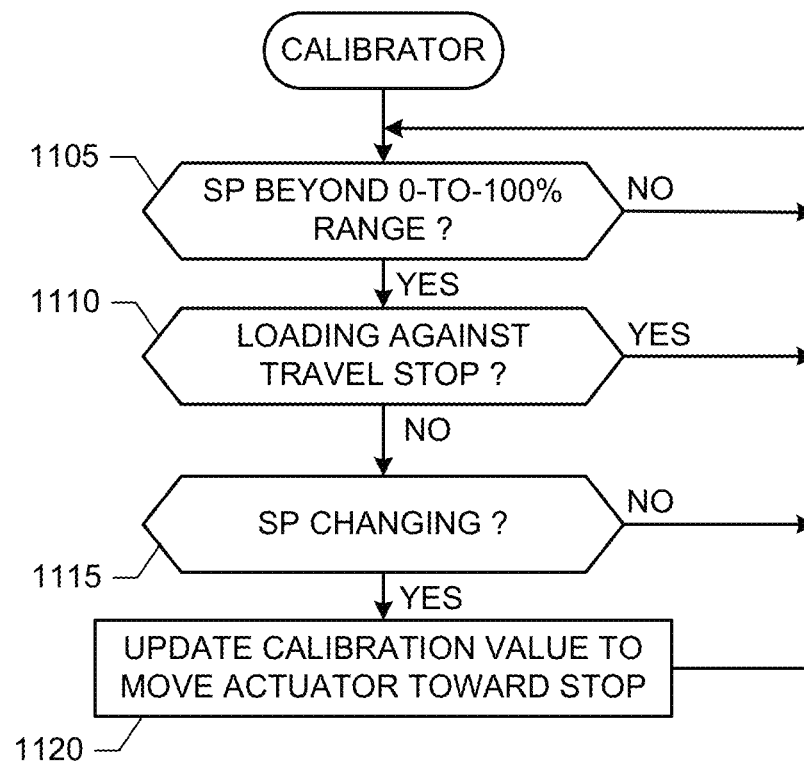 CALIBRATOR
1105
SP BEYOND 0-TO-100%
RANGE ?
NO
YES
1110
LOADING AGAINST
TRAVEL STOP ?
YES
NO
SP CHANGING ?
NO
1115
YES
UPDATE CALIBRATION VALUE TO
MOVE ACTUATOR TOWARD STOP
1120